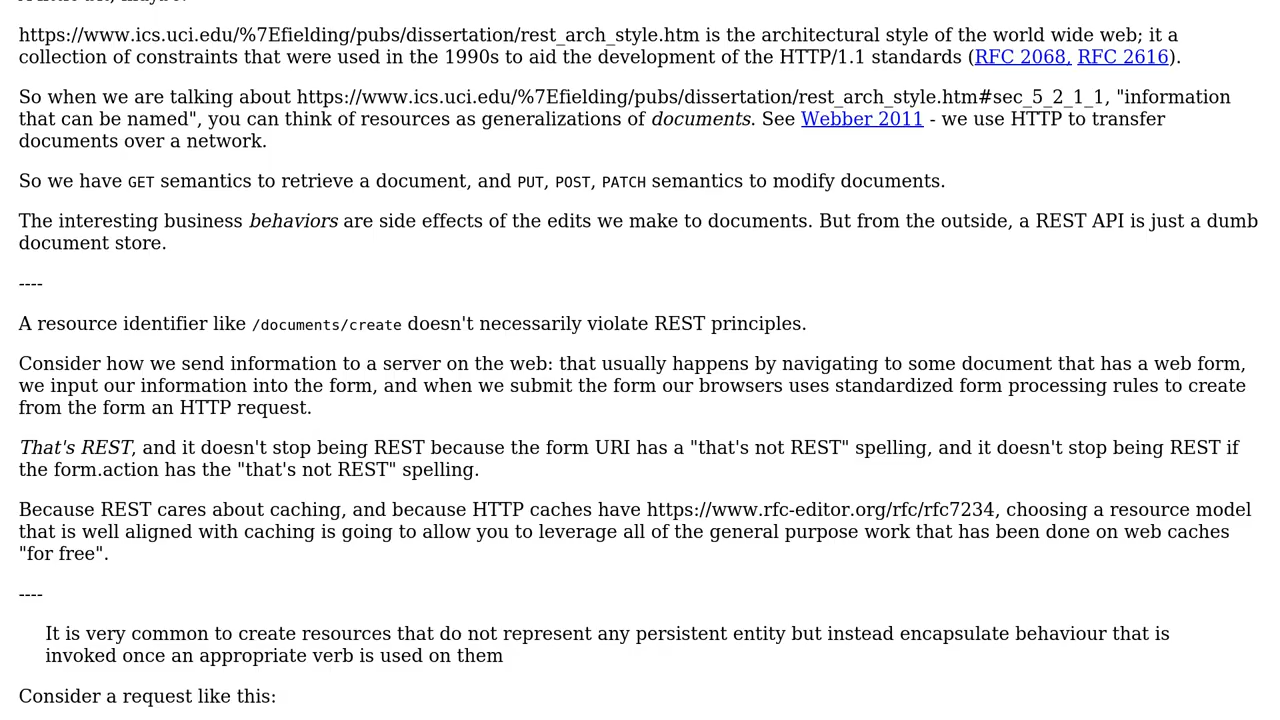 https://www.ics.uci.edu/%7Efielding/pubs/dissertation/rest_arch_style.htm is the architectural style of the world wide web; it a
collection of constraints that were used in the 1990s to aid the development of the HTTP/1.1 standards (RFC 2068, RFC 2616).
So when we are talking about https://www.ics.uci.edu/%7Efielding/pubs/dissertation/rest_arch_style.htm#sec_5_2_1_1, "information
that can be named", you can think of resources as generalizations of documents. See Webber 2011 - we use HTTP to transfer
documents over a network.
So we have GET semantics to retrieve a document, and PUT, POST, PATCH semantics to modify documents.
The interesting business behaviors are side effects of the edits we make to documents. But from the outside, a REST API is just a dumb
document store.
----
A resource identifier like /documents/create doesn't necessarily violate REST principles.
Consider how we send information to a server on the web: that usually happens by navigating to some document that has a web form,
we input our information into the form, and when we submit the form our browsers uses standardized form processing rules to create
from the form an HTTP request.
That's REST, and it doesn't stop being REST because the form URI has a "that's not REST" spelling, and it doesn't stop being REST if
the form.action has the "that's not REST" spelling.
Because REST cares about caching, and because HTTP caches have https://www.rfc-editor.org/rfc/rfc7234, choosing a resource model
that is well aligned with caching is going to allow you to leverage all of the general purpose work that has been done on web caches
"for free".
----
It is very common to create resources that do not represent any persistent entity but instead encapsulate behaviour that is
invoked once an appropriate verb is used on them
Consider a request like this: